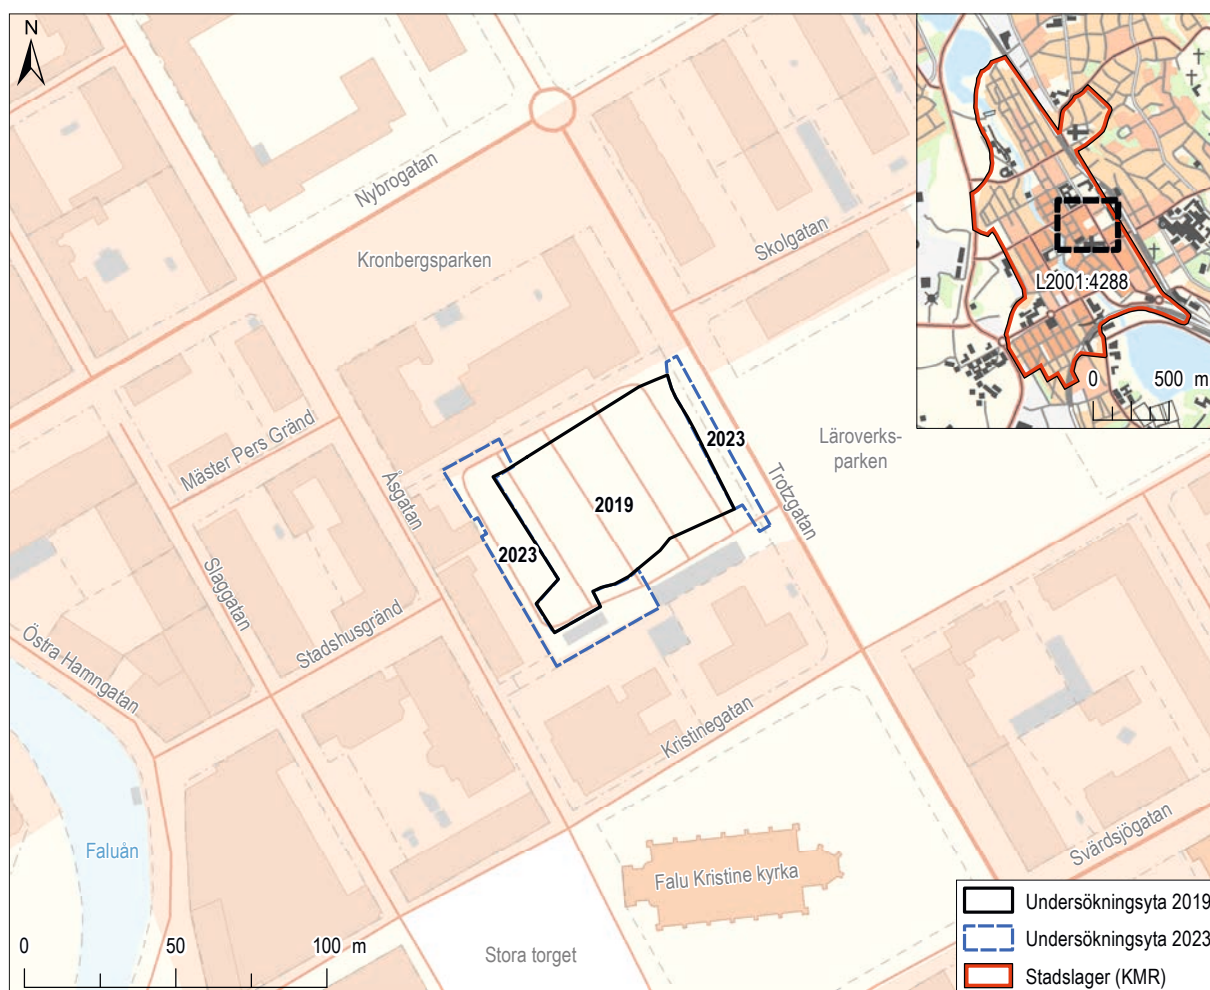 N
Nybrogatan
Kronbergsparken
Skolgatan
L2001:4288
0 500 m
Mäster Pers Gränd
Åsgatan
2023
Läroverks-
parken
Trotzgatan
2019
2023
Slaggatan
Stadshusgränd
Östra Hamngatan
Kristinegatan
Faluån
Falu Kristine kyrka
Svärdsjögatan
Stora torget
0 50 100 m
Undersökningsyta 2019
Undersökningsyta 2023
Stadslager (KMR)